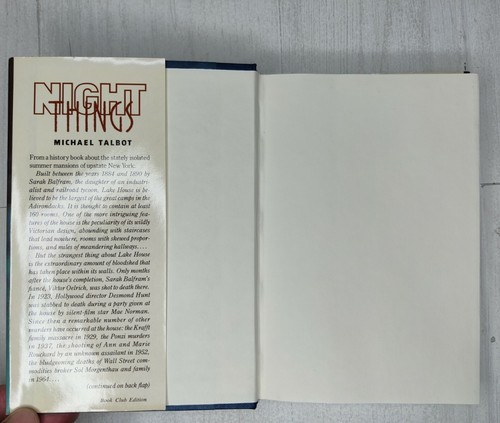 NIGHT
THINGS
MICHAEL TALBOT
From a history book about the stately isolated
summer mansions of upstate New York:
Built between the years 1884 and 1890 by
Sarah Balfram, the daughter of an industri-
alist and railroad tycoon, Lake House is be-
lieved to be the largest of the great camps in the
Adirondacks. It is thought to contain at least
160 rooms. One of the more intriguing fea-
tures of the house is the peculiarity of its wildly
Victorian design, abounding with staircases
that lead nowhere, rooms with skewed propor-
tions, and miles of meandering hallways. . . .
But the strangest thing about Lake House
is the extraordinary amount of bloodshed that
has taken place within its walls. Only months
after the house's completion, Sarah Balfram's
fiancé, Viktor Oelrich, was shot to death there.
In 1923, Hollywood director Desmond Hunt
was stabbed to death during a party given at
the house by silent-film star Mae Norman.
Since then a remarkable number of other
murders have occurred at the house: the Krafft
family massacre in 1929, the Ponzi murders
in 1937, the shooting of Ann and Marie
Rouchard by an unknown assailant in 1952,
the bludgeoning deaths of Wall Street com-
modities broker Sol Morgenthau and family
in 1964 . . . .
(continued on back flap)
Book Club Edition